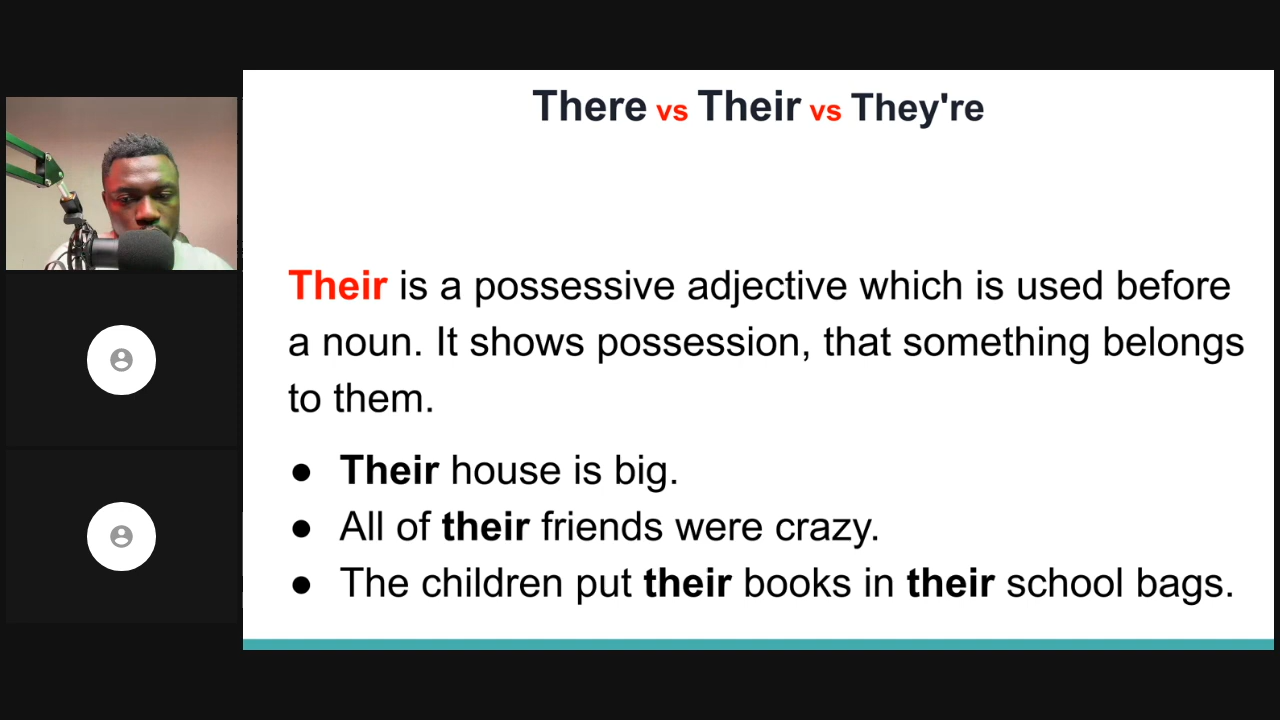 There vs Their vs They're
Their is a possessive adjective which is used before
a noun. It shows possession, that something belongs
to them.
● Their house is big.
● All of their friends were crazy.
● The children put their books in their school bags.